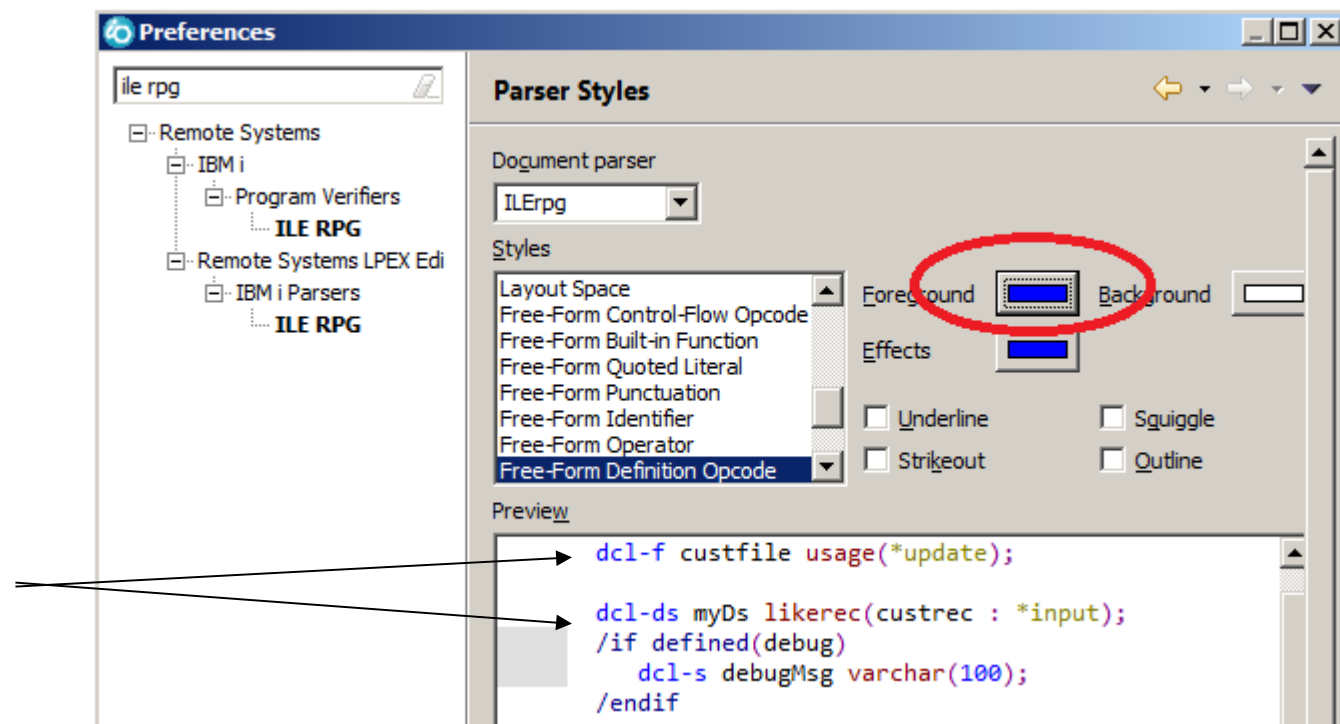 Preferences
ile rpg
Remote Systems
IBM i
Program Verifiers
ILE RPG
Remote Systems LPEX Edi
IBM i Parsers
ILE RPG
Parser Styles
Document parser
ILErpg
Styles
Layout Space
Free-Form Control-Flow Opcode
Free-Form Built-in Function
Free-Form Quoted Literal
Free-Form Punctuation
Free-Form Identifier
Free-Form Operator
Free-Form Definition Opcode
Foreground
Background
Effects
Underline
Squiggle
Strikeout
Outline
Preview
dcl-f custfile usage(*update);
dcl-ds myDs likerec(custrec : *input);
/if defined(debug)
dcl-s debugMsg varchar(100);
/endif